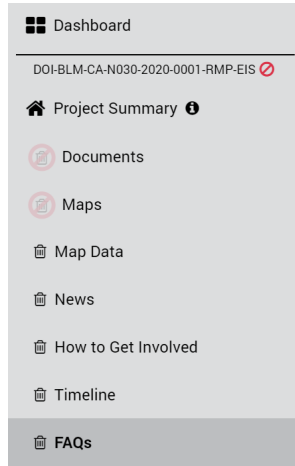 Dashboard
DOI-BLM-CA-N030-2020-0001-RMP-EIS
Project Summary
Documents
Maps
Map Data
News
How to Get Involved
Timeline
FAQs